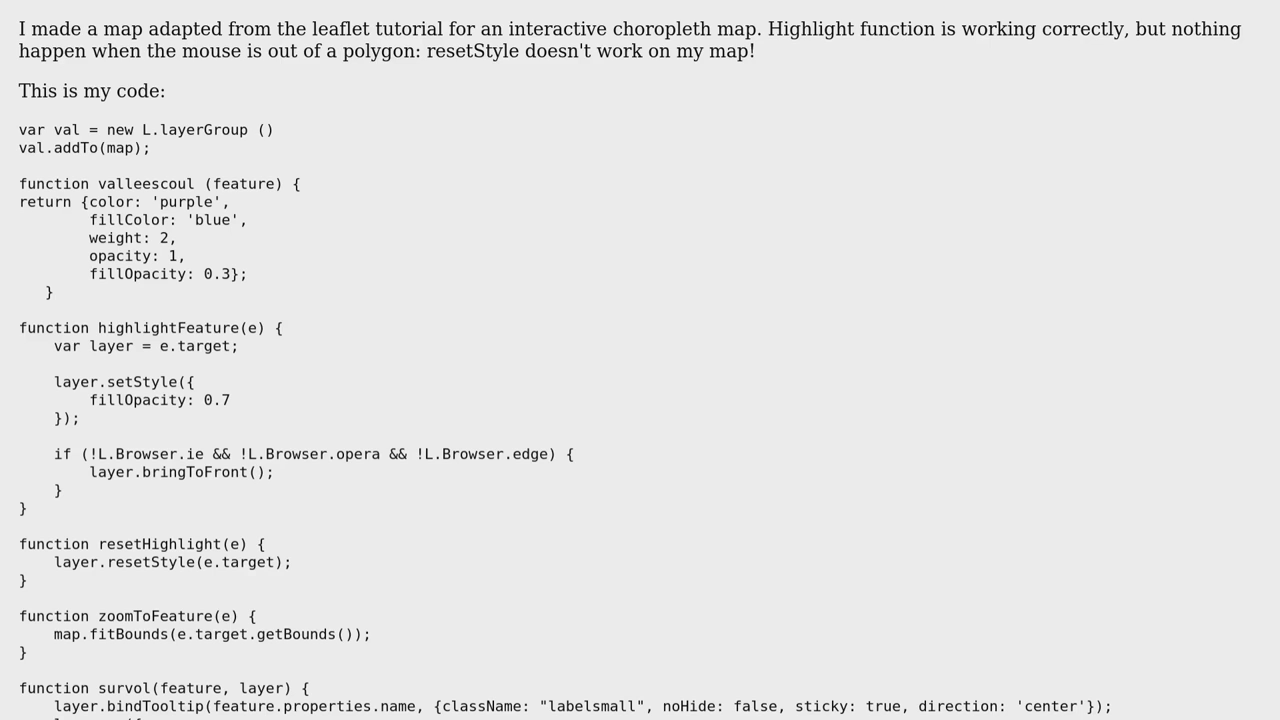 I made a map adapted from the leaflet tutorial for an interactive choropleth map. Highlight function is working correctly, but nothing
happen when the mouse is out of a polygon: resetStyle doesn't work on my map!
This is my code:
var val = new L.layerGroup ()
val.addTo(map);
function valleescoul (feature) {
return {color: 'purple',
        fillColor: 'blue',
        weight: 2,
        opacity: 1,
        fillOpacity: 0.3};
   }
function highlightFeature(e) {
    var layer = e.target;
    layer.setStyle({
        fillOpacity: 0.7
    });
    if (!L.Browser.ie && !L.Browser.opera && !L.Browser.edge) {
        layer.bringToFront();
    }
}
function resetHighlight(e) {
    layer.resetStyle(e.target);
}
function zoomToFeature(e) {
    map.fitBounds(e.target.getBounds());
}
function survol(feature, layer) {
    layer.bindTooltip(feature.properties.name, {className: "labelsmall", noHide: false, sticky: true, direction: 'center'});